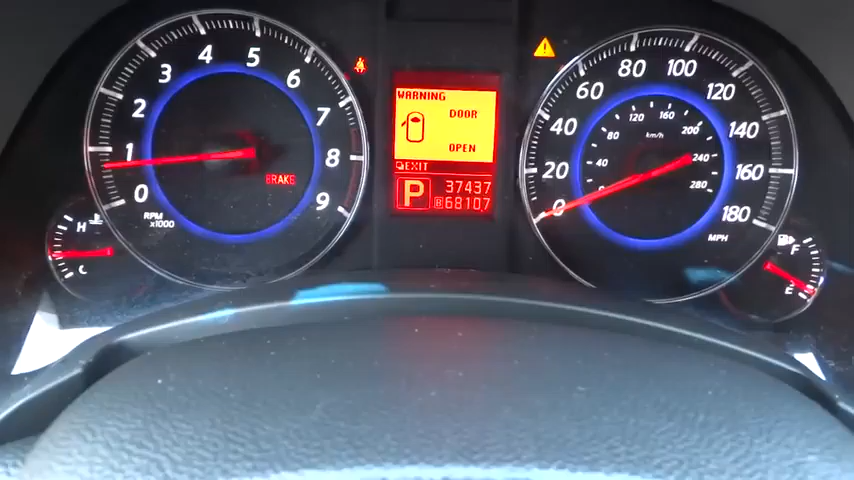 0 1 2 3 4 5 6 7 8 9
RPM
x1000
BRAKE
H
C
WARNING
DOOR
OPEN
EXIT
P
37437
B 68107
0 20 40 60 80 100 120 140 160 180
MPH
40 80 120 160 200 240 280
km/h
F
E